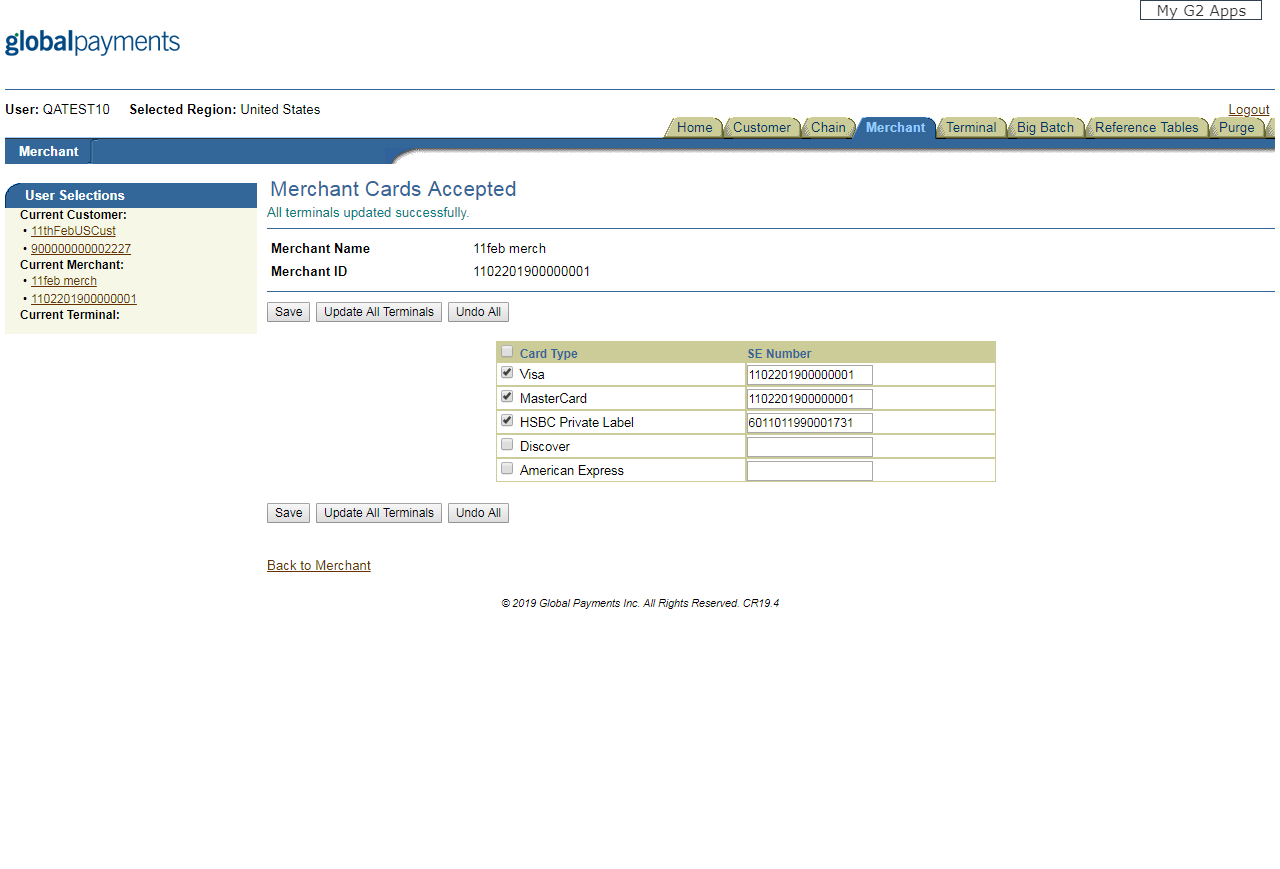 My G2 Apps
globalpayments
User: QATEST10 Selected Region: United States
Logout
Home Customer Chain Merchant Terminal Big Batch Reference Tables Purge
Merchant
User Selections
Current Customer:
• 11thFebUSCust
• 900000000002227
Current Merchant:
• 11feb merch
• 1102201900000001
Current Terminal:
Merchant Cards Accepted
All terminals updated successfully.
Merchant Name 11feb merch
Merchant ID 1102201900000001
Save Update All Terminals Undo All
Card Type SE Number
Visa 1102201900000001
MasterCard 1102201900000001
HSBC Private Label 6011011990001731
Discover
American Express
Save Update All Terminals Undo All
Back to Merchant
© 2019 Global Payments Inc. All Rights Reserved. CR19.4